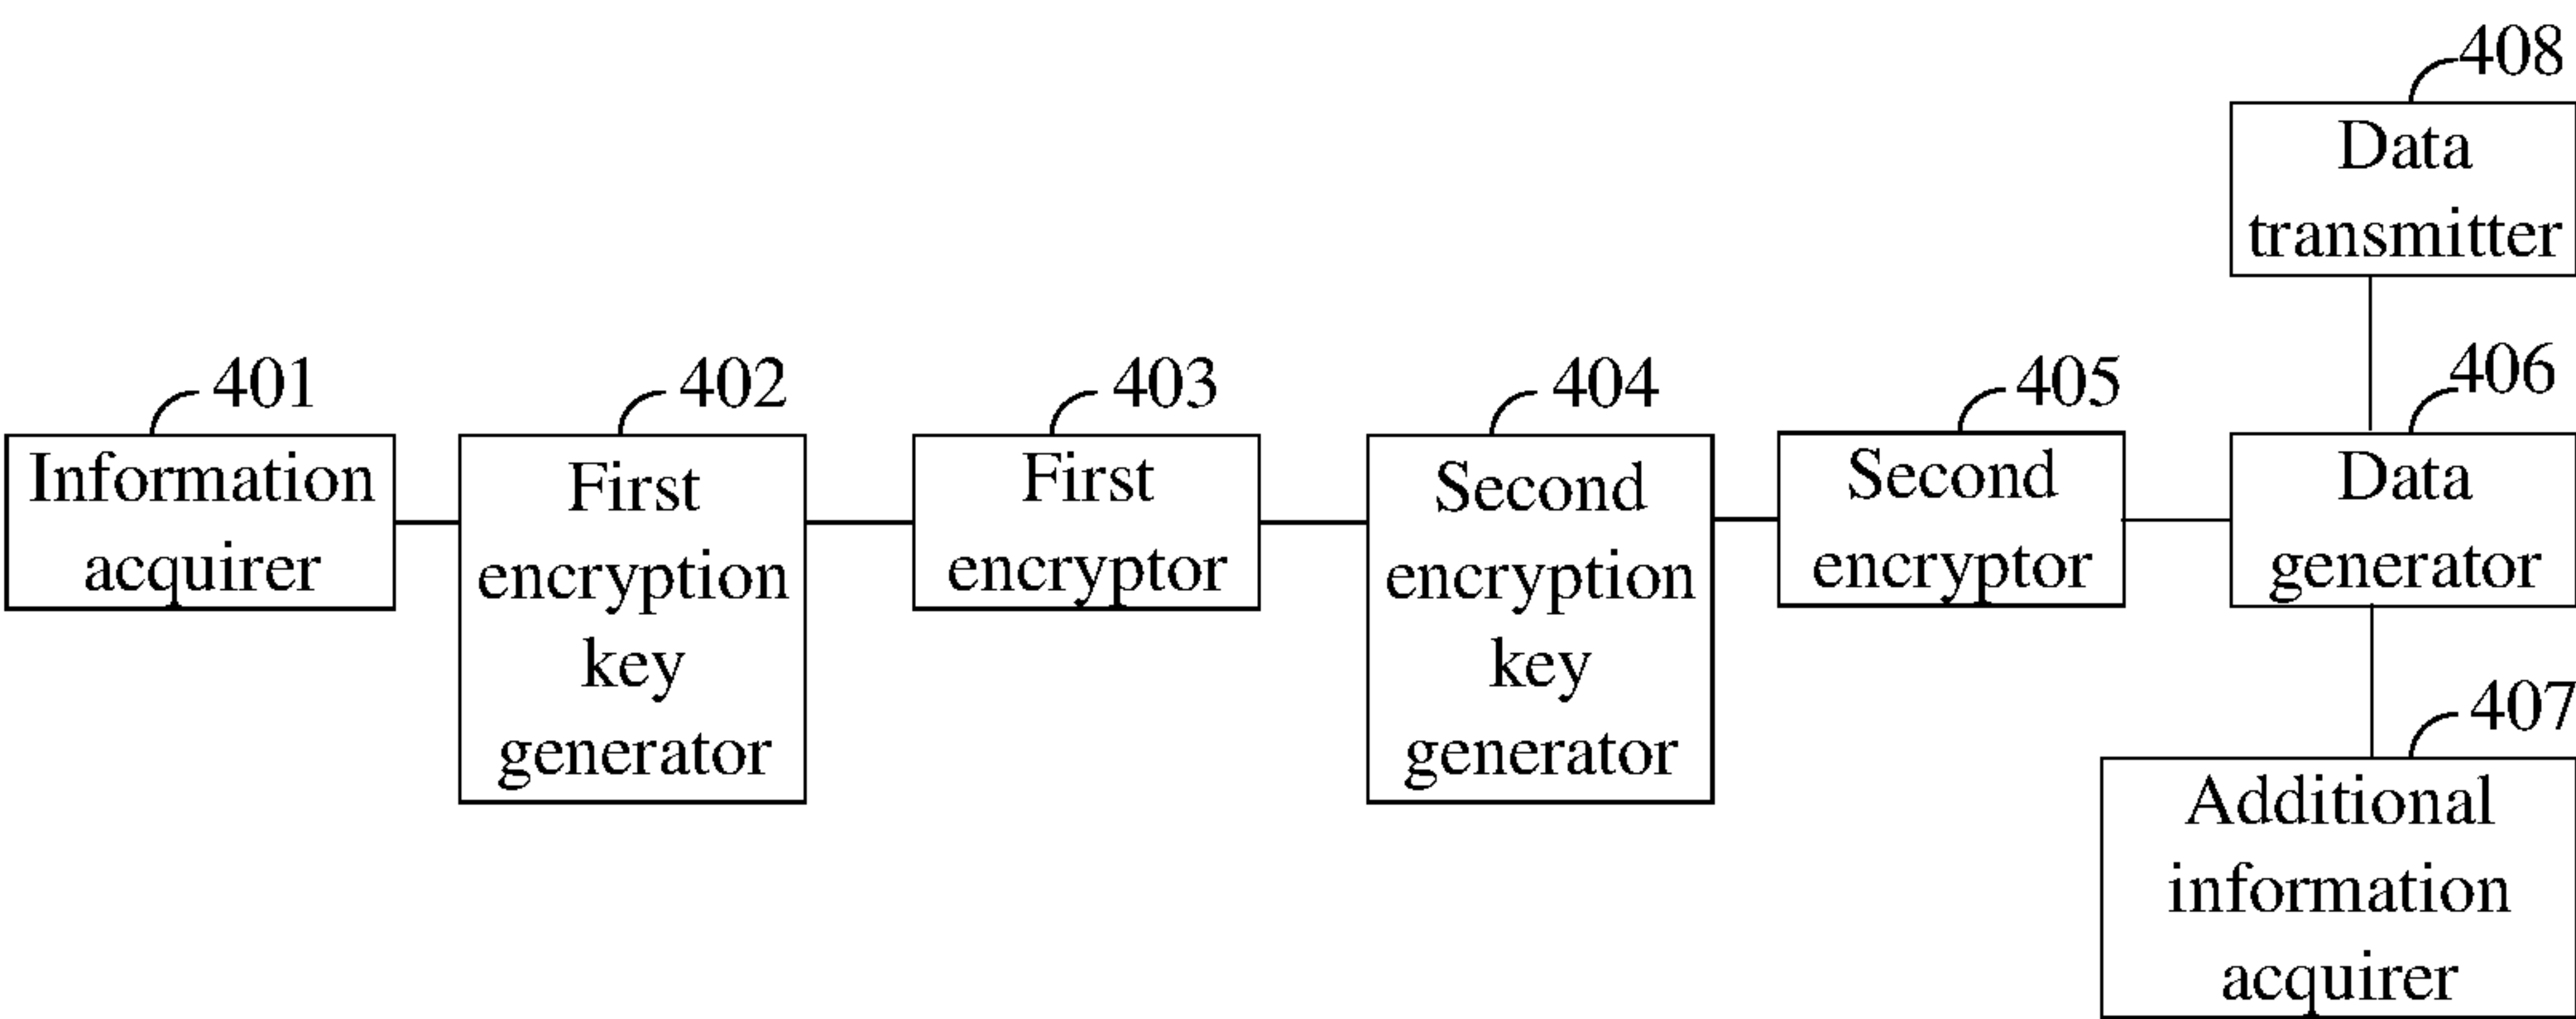 408
Data
transmitter
401
Information
acquirer
402
First
encryption
key
generator
403
First
encryptor
404
Second
encryption
key
generator
405
Second
encryptor
406
Data
generator
407
Additional
information
acquirer